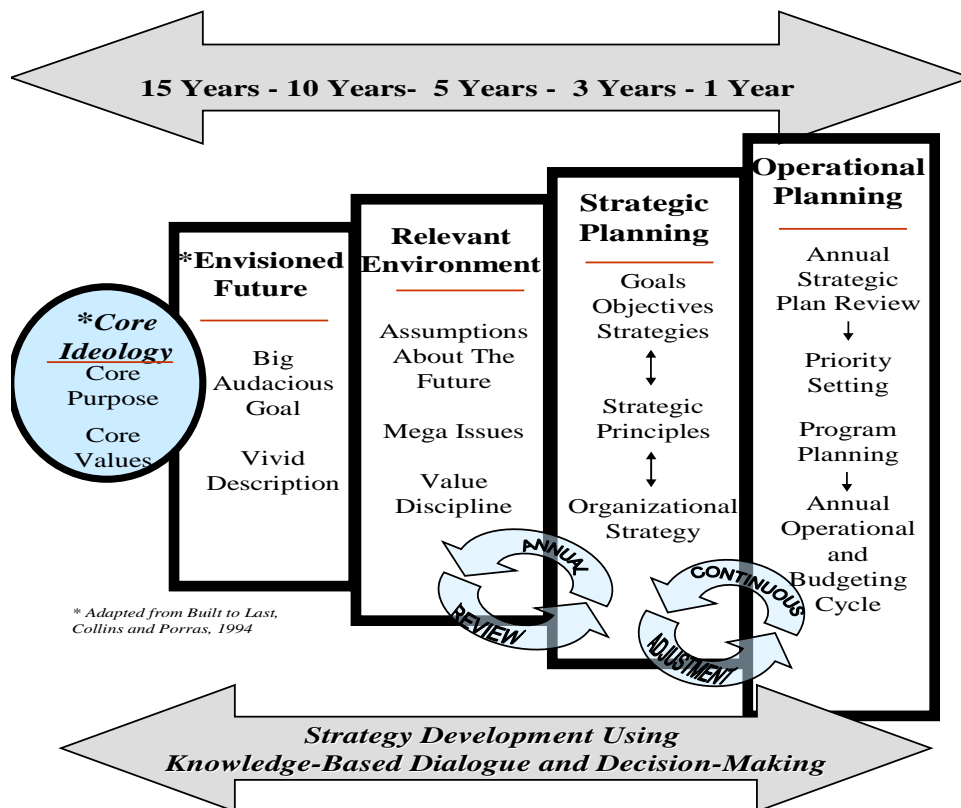 15 Years - 10 Years- 5 Years - 3 Years - 1 Year
*Core
Ideology
Core
Purpose
Core
Values
*Envisioned
Future
Big
Audacious
Goal
Vivid
Description
Relevant
Environment
Assumptions
About The
Future
Mega Issues
Value
Discipline
Strategic
Planning
Goals
Objectives
Strategies
Strategic
Principles
Organizational
Strategy
Operational
Planning
Annual
Strategic
Plan Review
Priority
Setting
Program
Planning
Annual
Operational
and
Budgeting
Cycle
ANNUAL
REVIEW
CONTINUOUS
ADJUSTMENT
* Adapted from Built to Last,
Collins and Porras, 1994
Strategy Development Using
Knowledge-Based Dialogue and Decision-Making